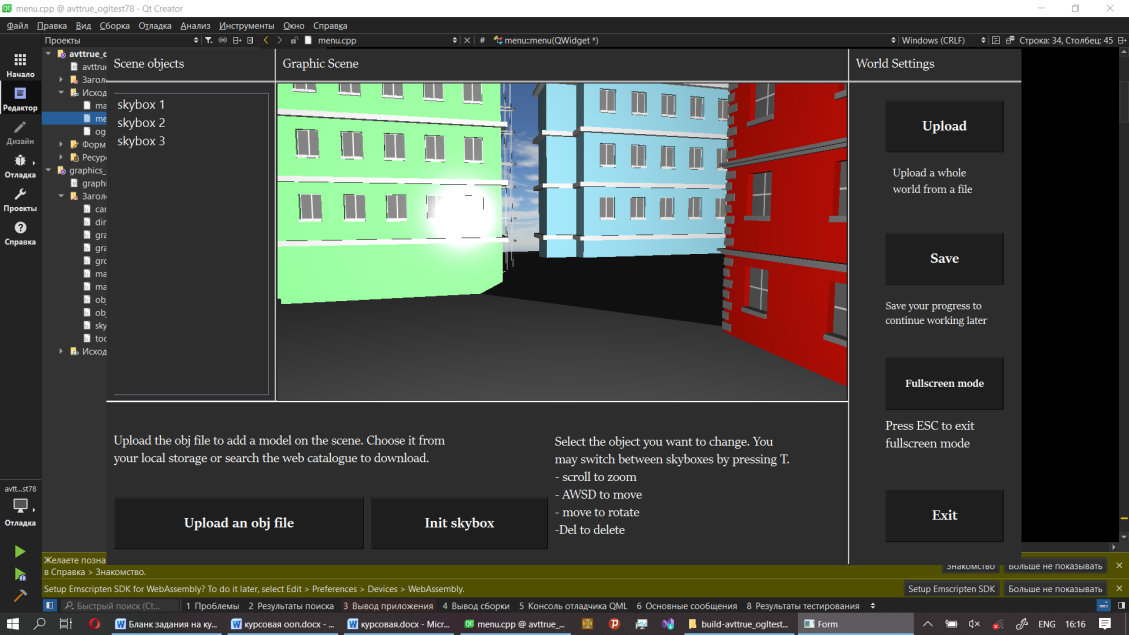 menu.cpp @ avttrue_ogltest78 - Qt Creator
Файл Правка Вид Сборка Отладка Анализ Инструменты Окно Справка
Проекты
menu.cpp
#
menu::menu(QWidget *)
Windows (CRLF)
Строка: 34, Столбец: 45
Начало
Редактор
Дизайн
Отладка
Проекты
Справка
avtt...st78
Отладка
avttrue_o
avttru
Загол
Исход
ma
me
og
Форм
Ресур
graphics_
graphi
Загол
car
din
gra
gra
gro
ma
ma
obj
obj
sky
too
Исход
Scene objects
skybox 1
skybox 2
skybox 3
Graphic Scene
World Settings
Upload
Upload a whole
world from a file
Save
Save your progress to
continue working later
Fullscreen mode
Press ESC to exit
fullscreen mode
Exit
Upload the obj file to add a model on the scene. Choose it from
your local storage or search the web catalogue to download.
Upload an obj file
Init skybox
Select the object you want to change. You
may switch between skyboxes by pressing T.
- scroll to zoom
- AWSD to move
- move to rotate
-Del to delete
Желаете позна
в Справка > Знакомство.
Знакомство
Больше не показывать
Setup Emscripten SDK for WebAssembly? To do it later, select Edit > Preferences > Devices > WebAssembly.
Setup Emscripten SDK
Больше не показывать
Быстрый поиск (Ct...
1 Проблемы 2 Результаты поиска 3 Вывод приложения 4 Вывод сборки 5 Консоль отладчика QML 6 Основные сообщения 8 Результаты тестирования
Бланк задания на ку...
курсовая ооп.docx - ...
курсовая.docx - Micr...
menu.cpp @ avttrue_...
build-avttrue_ogltest...
Form
ENG
16:16